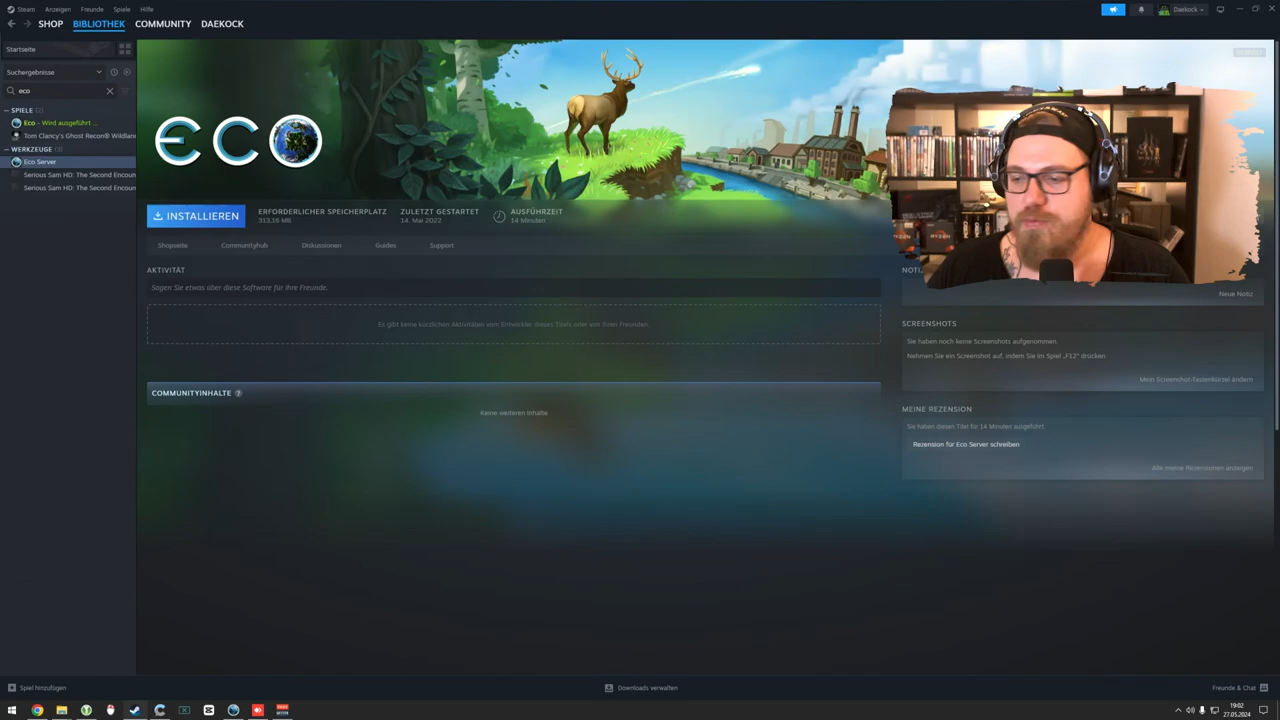 Steam Anzeigen Freunde Spiele Hilfe
Daekock
SHOP BIBLIOTHEK COMMUNITY DAEKOCK
Startseite
Suchergebnisse
eco
SPIELE (2)
Eco - Wird ausgeführt ...
Tom Clancy's Ghost Recon® Wildlan
WERKZEUGE (3)
Eco Server
Serious Sam HD: The Second Encoun
Serious Sam HD: The Second Encoun
ECO
INSTALLIEREN
ERFORDERLICHER SPEICHERPLATZ
313,16 MB
ZULETZT GESTARTET
14. Mai 2022
AUSFÜHRZEIT
14 Minuten
Shopseite Communityhub Diskussionen Guides Support
AKTIVITÄT
Sagen Sie etwas über diese Software für Ihre Freunde.
Es gibt keine kürzlichen Aktivitäten vom Entwickler dieses Titels oder von Ihren Freunden.
COMMUNITYINHALTE ?
Keine weiteren Inhalte
Neue Notiz
SCREENSHOTS
Sie haben noch keine Screenshots aufgenommen.
Nehmen Sie ein Screenshot auf, indem Sie im Spiel „F12" drücken.
Mein Screenshot-Tastenkürzel ändern
MEINE REZENSION
Sie haben diesen Titel für 14 Minuten ausgeführt.
Rezension für Eco Server schreiben
Alle meine Rezensionen anzeigen
Spiel hinzufügen
Downloads verwalten
Freunde & Chat
19:02
27.05.2024